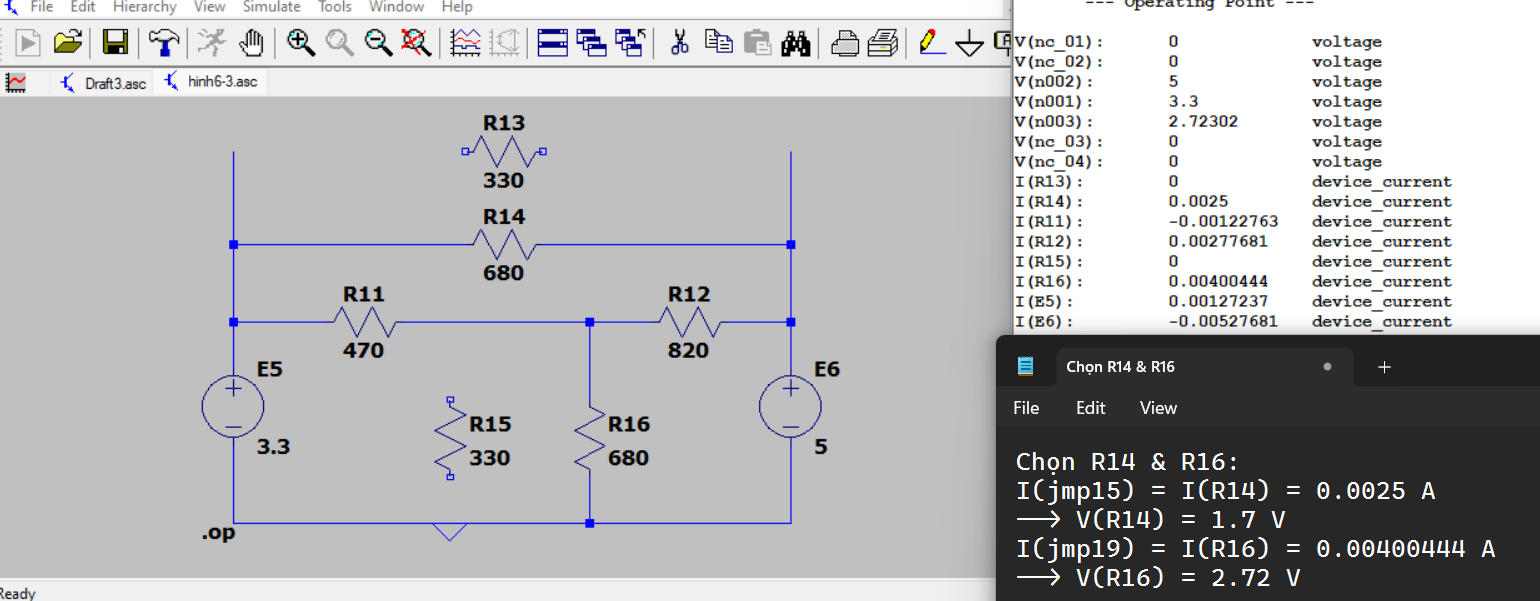 File Edit Hierarchy View Simulate Tools Window Help
Draft3.asc hinh6-3.asc
R13
330
R14
680
R11
470
R12
820
E5
3.3
R15
330
R16
680
E6
5
.op
Ready
--- Operating Point ---
V(nc_01): 0 voltage
V(nc_02): 0 voltage
V(n002): 5 voltage
V(n001): 3.3 voltage
V(n003): 2.72302 voltage
V(nc_03): 0 voltage
V(nc_04): 0 voltage
I(R13): 0 device_current
I(R14): 0.0025 device_current
I(R11): -0.00122763 device_current
I(R12): 0.00277681 device_current
I(R15): 0 device_current
I(R16): 0.00400444 device_current
I(E5): 0.00127237 device_current
I(E6): -0.00527681 device_current
Chọn R14 & R16
File Edit View
Chọn R14 & R16:
I(jmp15) = I(R14) = 0.0025 A
⟶ V(R14) = 1.7 V
I(jmp19) = I(R16) = 0.00400444 A
⟶ V(R16) = 2.72 V